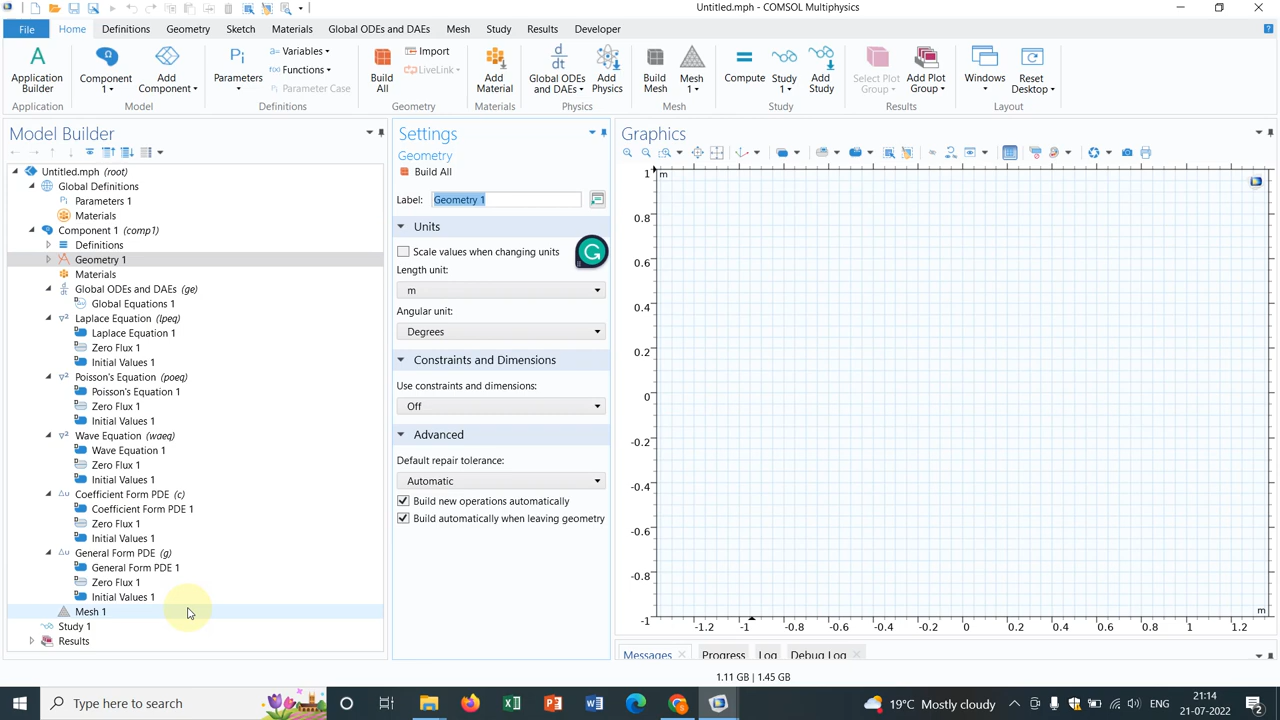 Untitled.mph - COMSOL Multiphysics
File Home Definitions Geometry Sketch Materials Global ODEs and DAEs Mesh Study Results Developer
Application Builder
Component 1
Add Component
Parameters
a= Variables
f(x) Functions
Pi Parameter Case
Build All
Import
LiveLink
Add Material
Global ODEs and DAEs
Add Physics
Build Mesh
Mesh 1
Compute
Study 1
Add Study
Select Plot Group
Add Plot Group
Windows
Reset Desktop
Application Model Definitions Geometry Materials Physics Mesh Study Results Layout
Model Builder
Untitled.mph (root)
Global Definitions
Parameters 1
Materials
Component 1 (comp1)
Definitions
Geometry 1
Materials
Global ODEs and DAEs (ge)
Global Equations 1
Laplace Equation (lpeq)
Laplace Equation 1
Zero Flux 1
Initial Values 1
Poisson's Equation (poeq)
Poisson's Equation 1
Zero Flux 1
Initial Values 1
Wave Equation (waeq)
Wave Equation 1
Zero Flux 1
Initial Values 1
Coefficient Form PDE (c)
Coefficient Form PDE 1
Zero Flux 1
Initial Values 1
General Form PDE (g)
General Form PDE 1
Zero Flux 1
Initial Values 1
Mesh 1
Study 1
Results
Settings
Geometry
Build All
Label: Geometry 1
Units
Scale values when changing units
Length unit:
m
Angular unit:
Degrees
Constraints and Dimensions
Use constraints and dimensions:
Off
Advanced
Default repair tolerance:
Automatic
Build new operations automatically
Build automatically when leaving geometry
Graphics
1 m
0.8
0.6
0.4
0.2
0
-0.2
-0.4
-0.6
-0.8
-1
m
-1.2 -1 -0.8 -0.6 -0.4 -0.2 0 0.2 0.4 0.6 0.8 1 1.2
Messages Progress Log Debug Log
1.11 GB | 1.45 GB
Type here to search
19°C Mostly cloudy
ENG
21:14
21-07-2022
2